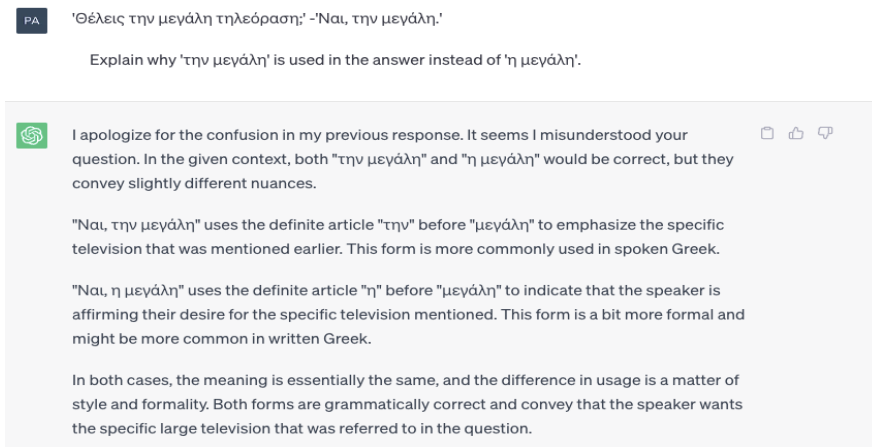 PA
'Θέλεις την μεγάλη τηλεόραση;' -'Ναι, την μεγάλη.'
Explain why 'την μεγάλη' is used in the answer instead of 'η μεγάλη'.
I apologize for the confusion in my previous response. It seems I misunderstood your
question. In the given context, both "την μεγάλη" and "η μεγάλη" would be correct, but they
convey slightly different nuances.
"Ναι, την μεγάλη" uses the definite article "την" before "μεγάλη" to emphasize the specific
television that was mentioned earlier. This form is more commonly used in spoken Greek.
"Ναι, η μεγάλη" uses the definite article "η" before "μεγάλη" to indicate that the speaker is
affirming their desire for the specific television mentioned. This form is a bit more formal and
might be more common in written Greek.
In both cases, the meaning is essentially the same, and the difference in usage is a matter of
style and formality. Both forms are grammatically correct and convey that the speaker wants
the specific large television that was referred to in the question.